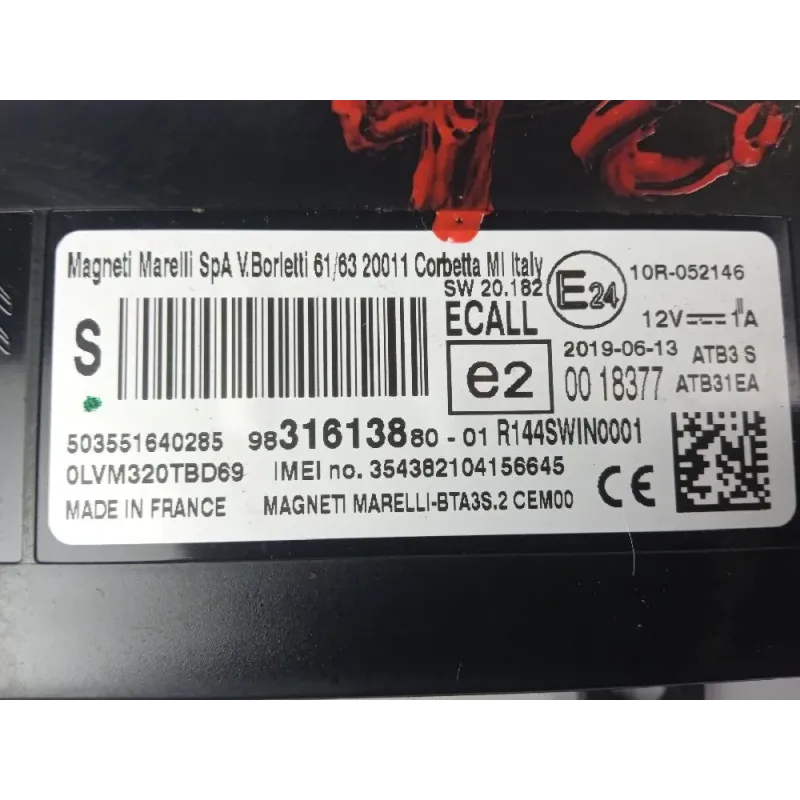 40
Magneti Marelli SpA V.Borletti 61/63 20011 Corbetta MI Italy
SW 20.182
E24
10R-052146
12V 1A
S
ECALL
e2
2019-06-13 ATB3 S
00 18377 ATB31EA
503551640285 9831613880-01 R144SWIN0001
0LVM320TBD69 IMEI no. 354382104156645
MADE IN FRANCE MAGNETI MARELLI-BTA3S.2 CEM00
CE